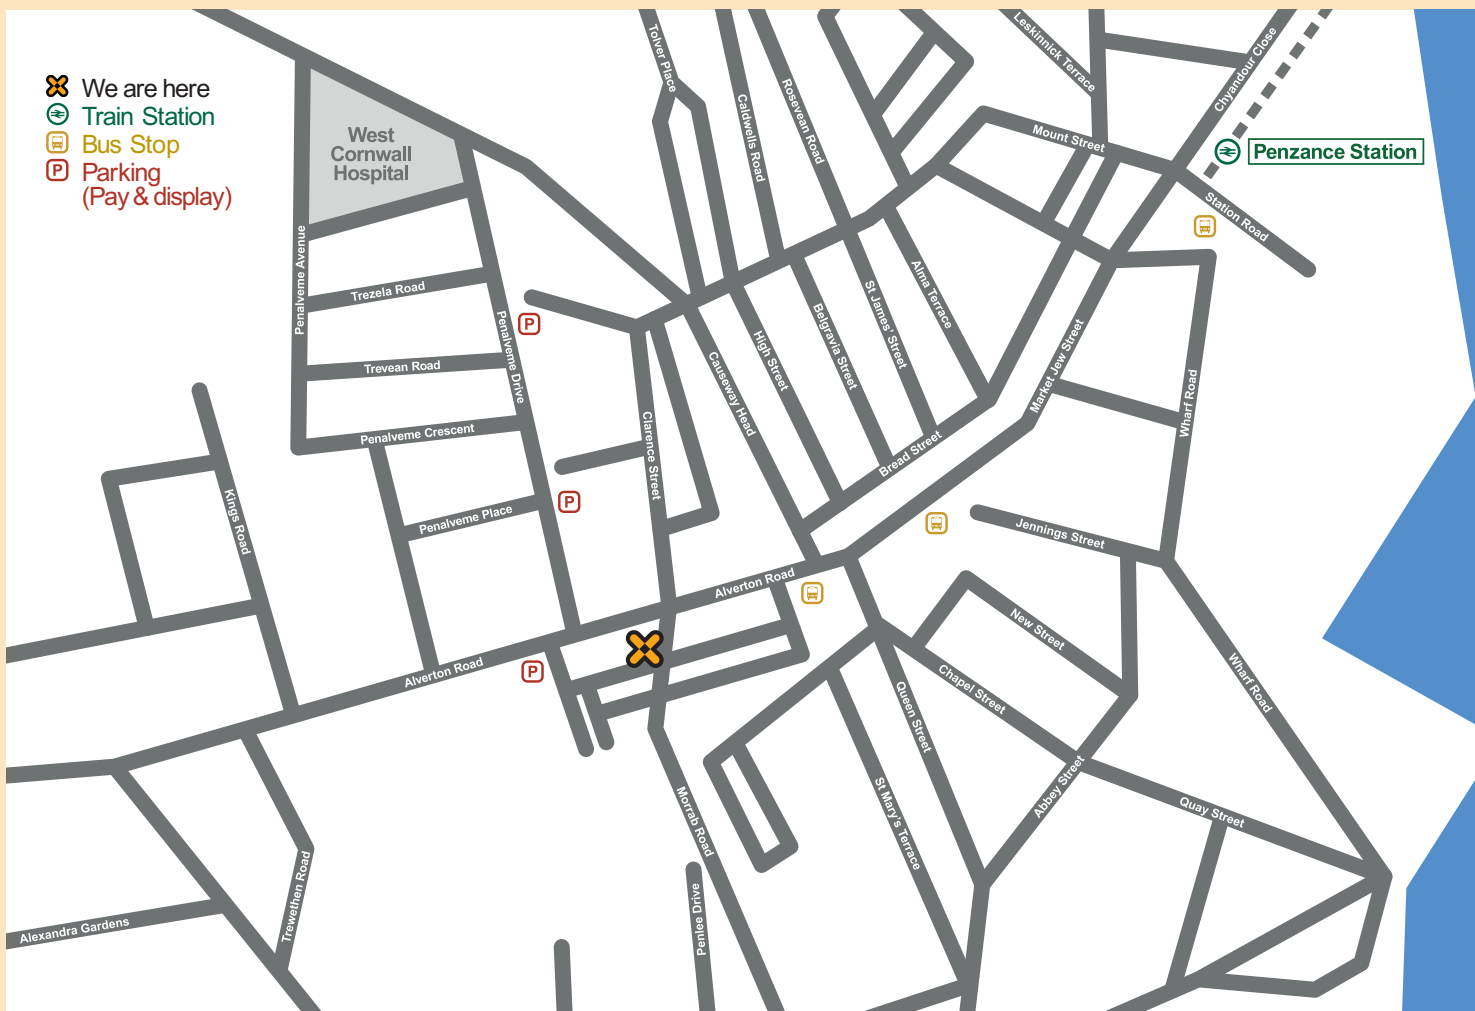 We are here
Train Station
Bus Stop
P
Parking
(Pay & display)
West
Cornwall
Hospital
Tolver Place
Caldwells Road
Rosevean Road
Leskinnick Terrace
Chyandour Close
Mount Street
Penzance Station
Station Road
Penalverne Avenue
Trezela Road
Trevean Road
Penalverne Drive
Penalverne Crescent
Penalverne Place
P
P
P
Kings Road
Clarence Street
Causeway Head
High Street
Belgravia Street
St James' Street
Alma Terrace
Market Jew Street
Bread Street
Wharf Road
Jennings Street
Alverton Road
Alverton Road
New Street
Chapel Street
Queen Street
Wharf Road
Abbey Street
Quay Street
St Mary's Terrace
Morrab Road
Penlee Drive
Trewethen Road
Alexandra Gardens